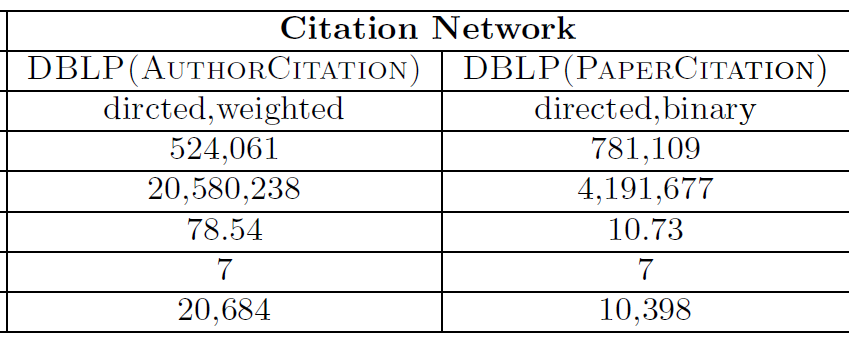 Citation Network
DBLP(AUTHORCITATION) DBLP(PAPERCITATION)
dircted,weighted directed,binary
524,061 781,109
20,580,238 4,191,677
78.54 10.73
7 7
20,684 10,398